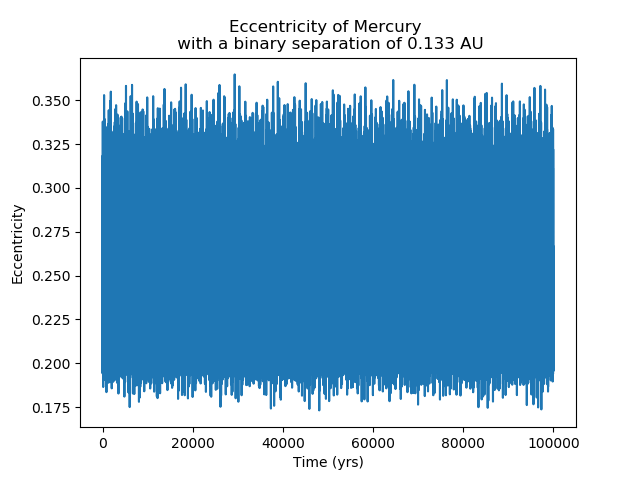 Eccentricity of Mercury
with a binary separation of 0.133 AU
0.350
0.325
0.300
0.275
0.250
0.225
0.200
0.175
Eccentricity
0 20000 40000 60000 80000 100000
Time (yrs)